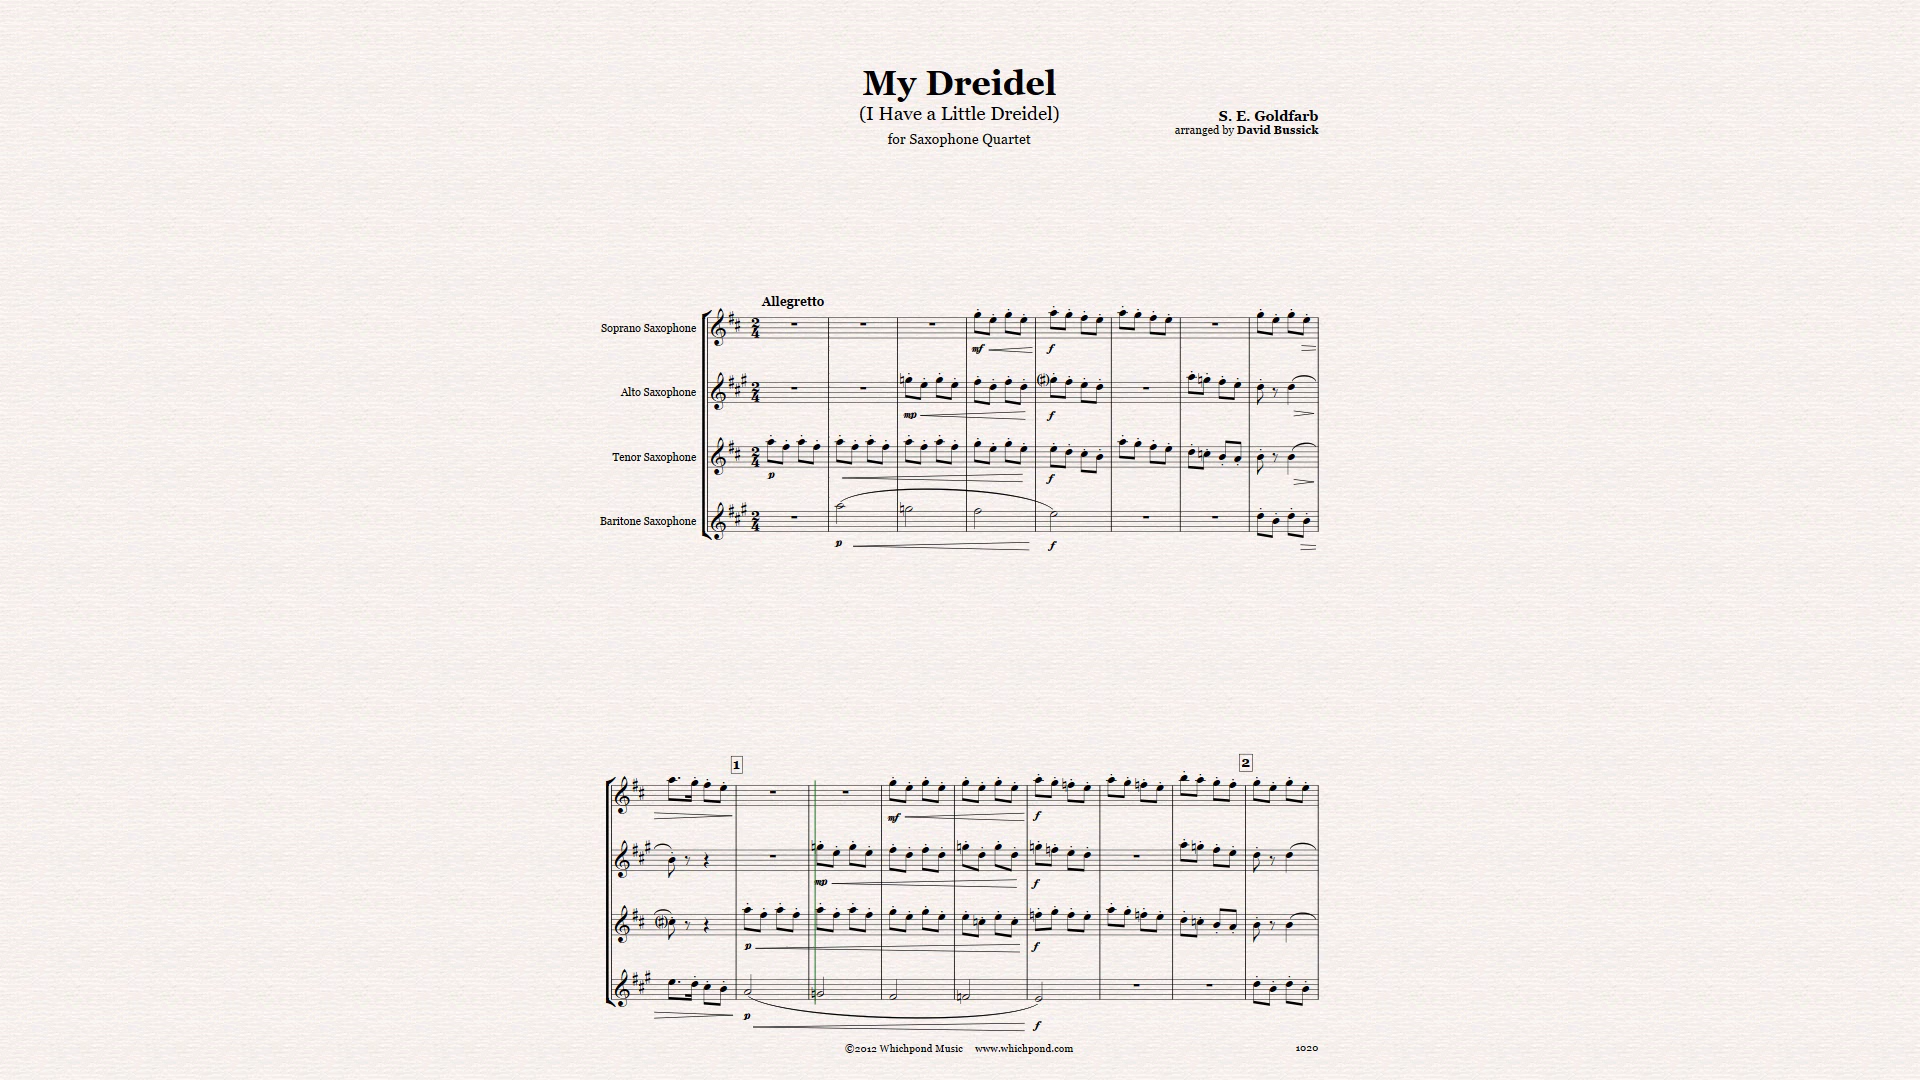 My Dreidel
(I Have a Little Dreidel)
for Saxophone Quartet
S. E. Goldfarb
arranged by David Bussick
Allegretto
Soprano Saxophone
mf f
Alto Saxophone
mp f
Tenor Saxophone
p f
Baritone Saxophone
p f
1 2
mf f
mp f
p f
p f
©2012 Whichpond Music www.whichpond.com
1020